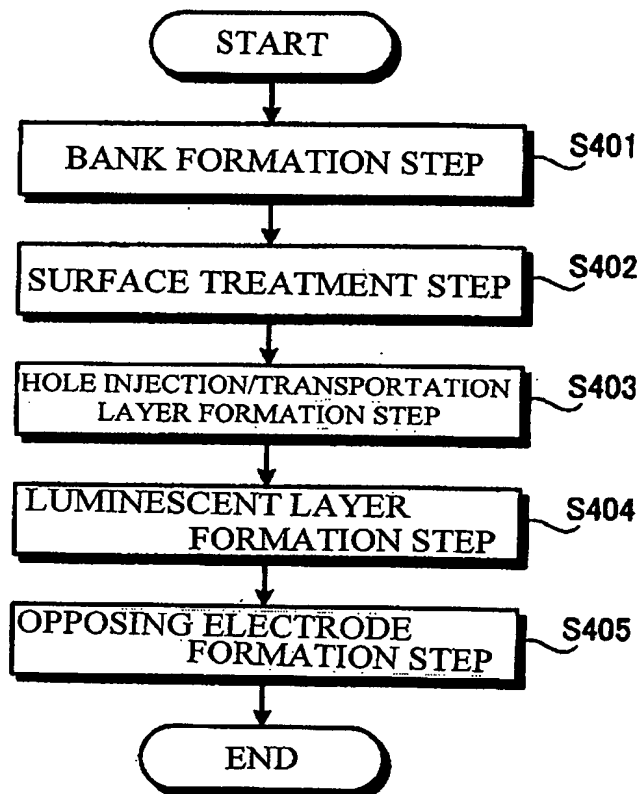 START
BANK FORMATION STEP
S401
SURFACE TREATMENT STEP
S402
HOLE INJECTION/TRANSPORTATION
LAYER FORMATION STEP
S403
LUMINESCENT LAYER
FORMATION STEP
S404
OPPOSING ELECTRODE
FORMATION STEP
S405
END